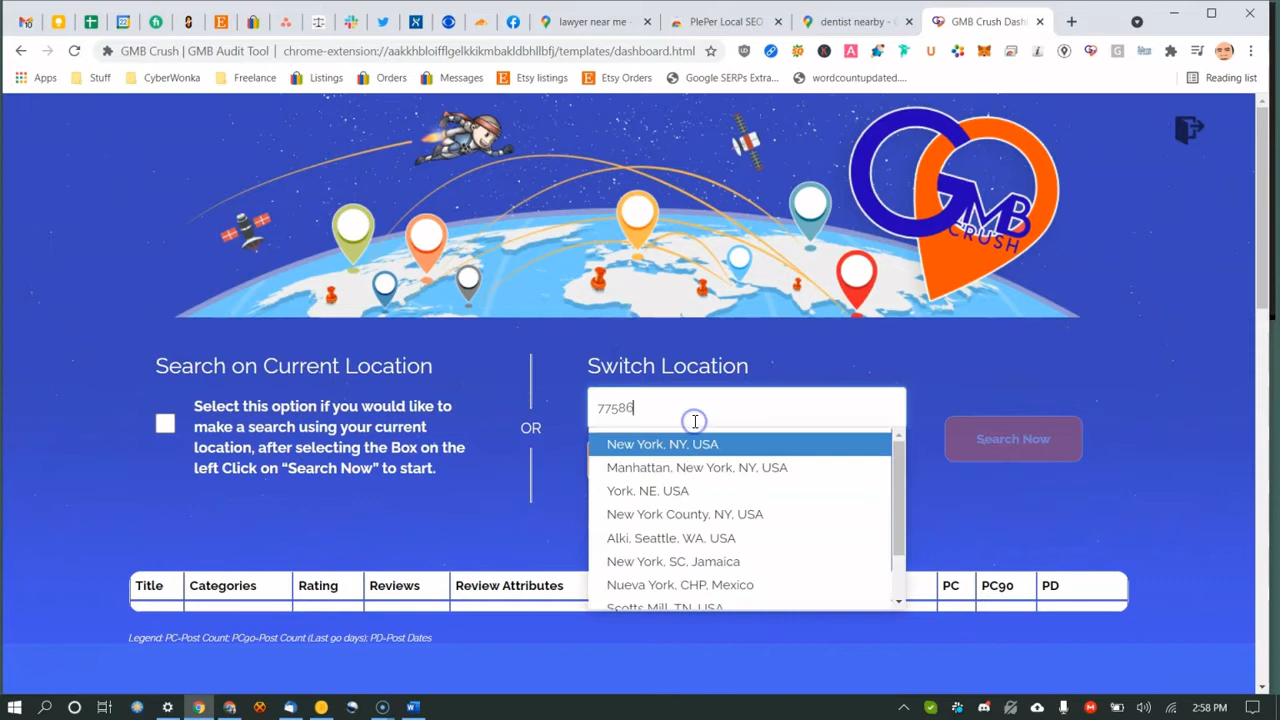 lawyer near me -
PlePer Local SEO
dentist nearby -
GMB Crush Dash
GMB Crush | GMB Audit Tool
chrome-extension://aakkhbloifflgelkkikmbakldbhllbfj/templates/dashboard.html
Apps
Stuff
CyberWonka
Freelance
Listings
Orders
Messages
Etsy listings
Etsy Orders
Google SERPs Extra...
wordcountupdated....
Reading list
GMB
CRUSH
Search on Current Location
Select this option if you would like to
make a search using your current
location, after selecting the Box on the
left Click on “Search Now” to start.
OR
Switch Location
77586
New York, NY, USA
Manhattan, New York, NY, USA
York, NE, USA
New York County, NY, USA
Alki, Seattle, WA, USA
New York, SC, Jamaica
Nueva York, CHP, Mexico
Scotts Mill, TN, USA
Search Now
Title Categories Rating Reviews Review Attributes PC PC90 PD
Legend: PC-Post Count; PC90-Post Count (Last 90 days); PD-Post Dates
2:58 PM